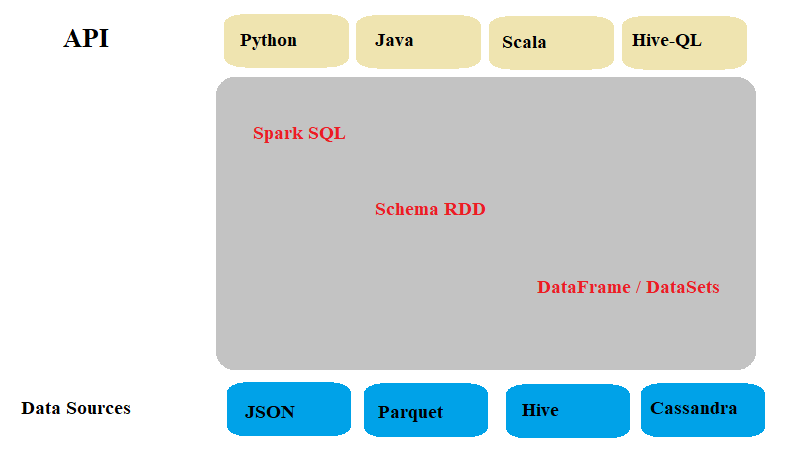 API
Python
Java
Scala
Hive-QL
Spark SQL
Schema RDD
DataFrame / DataSets
Data Sources
JSON
Parquet
Hive
Cassandra